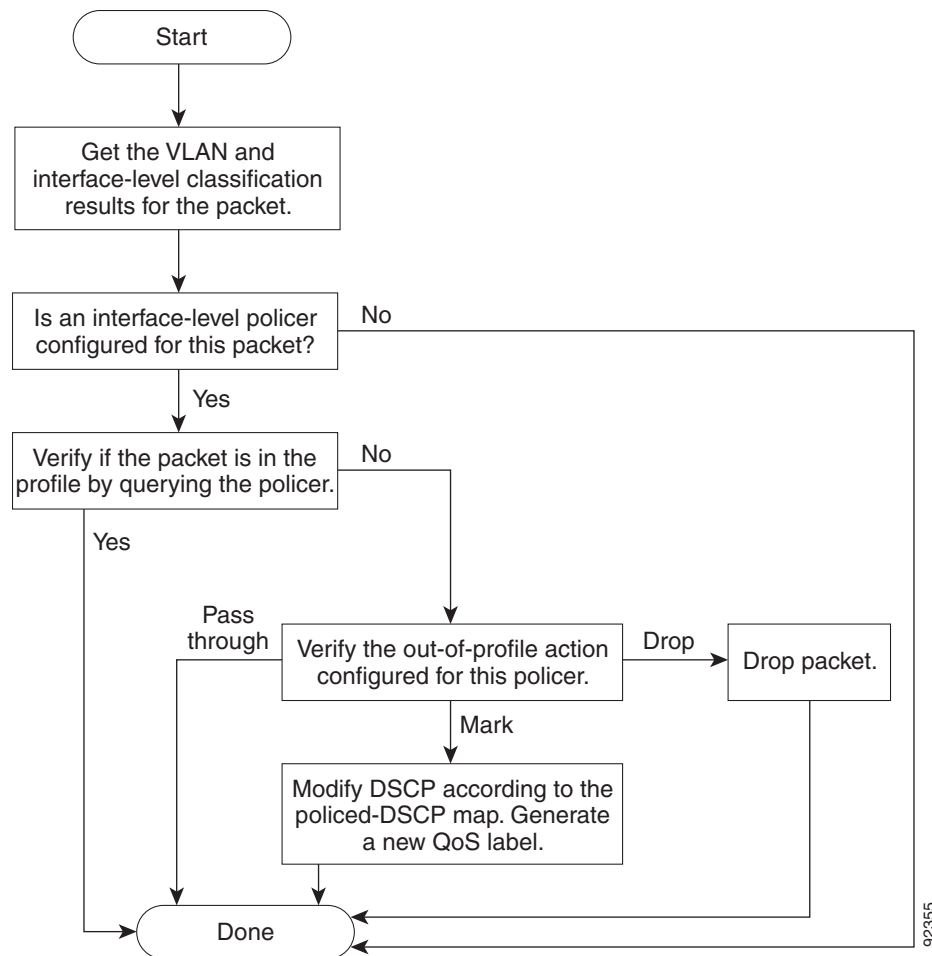 Start
Get the VLAN and
interface-level classification
results for the packet.
Is an interface-level policer
configured for this packet?
No
Yes
Verify if the packet is in the
profile by querying the policer.
No
Yes
Pass
through
Verify the out-of-profile action
configured for this policer.
Drop
Drop packet.
Mark
Modify DSCP according to the
policed-DSCP map. Generate
a new QoS label.
Done
92355